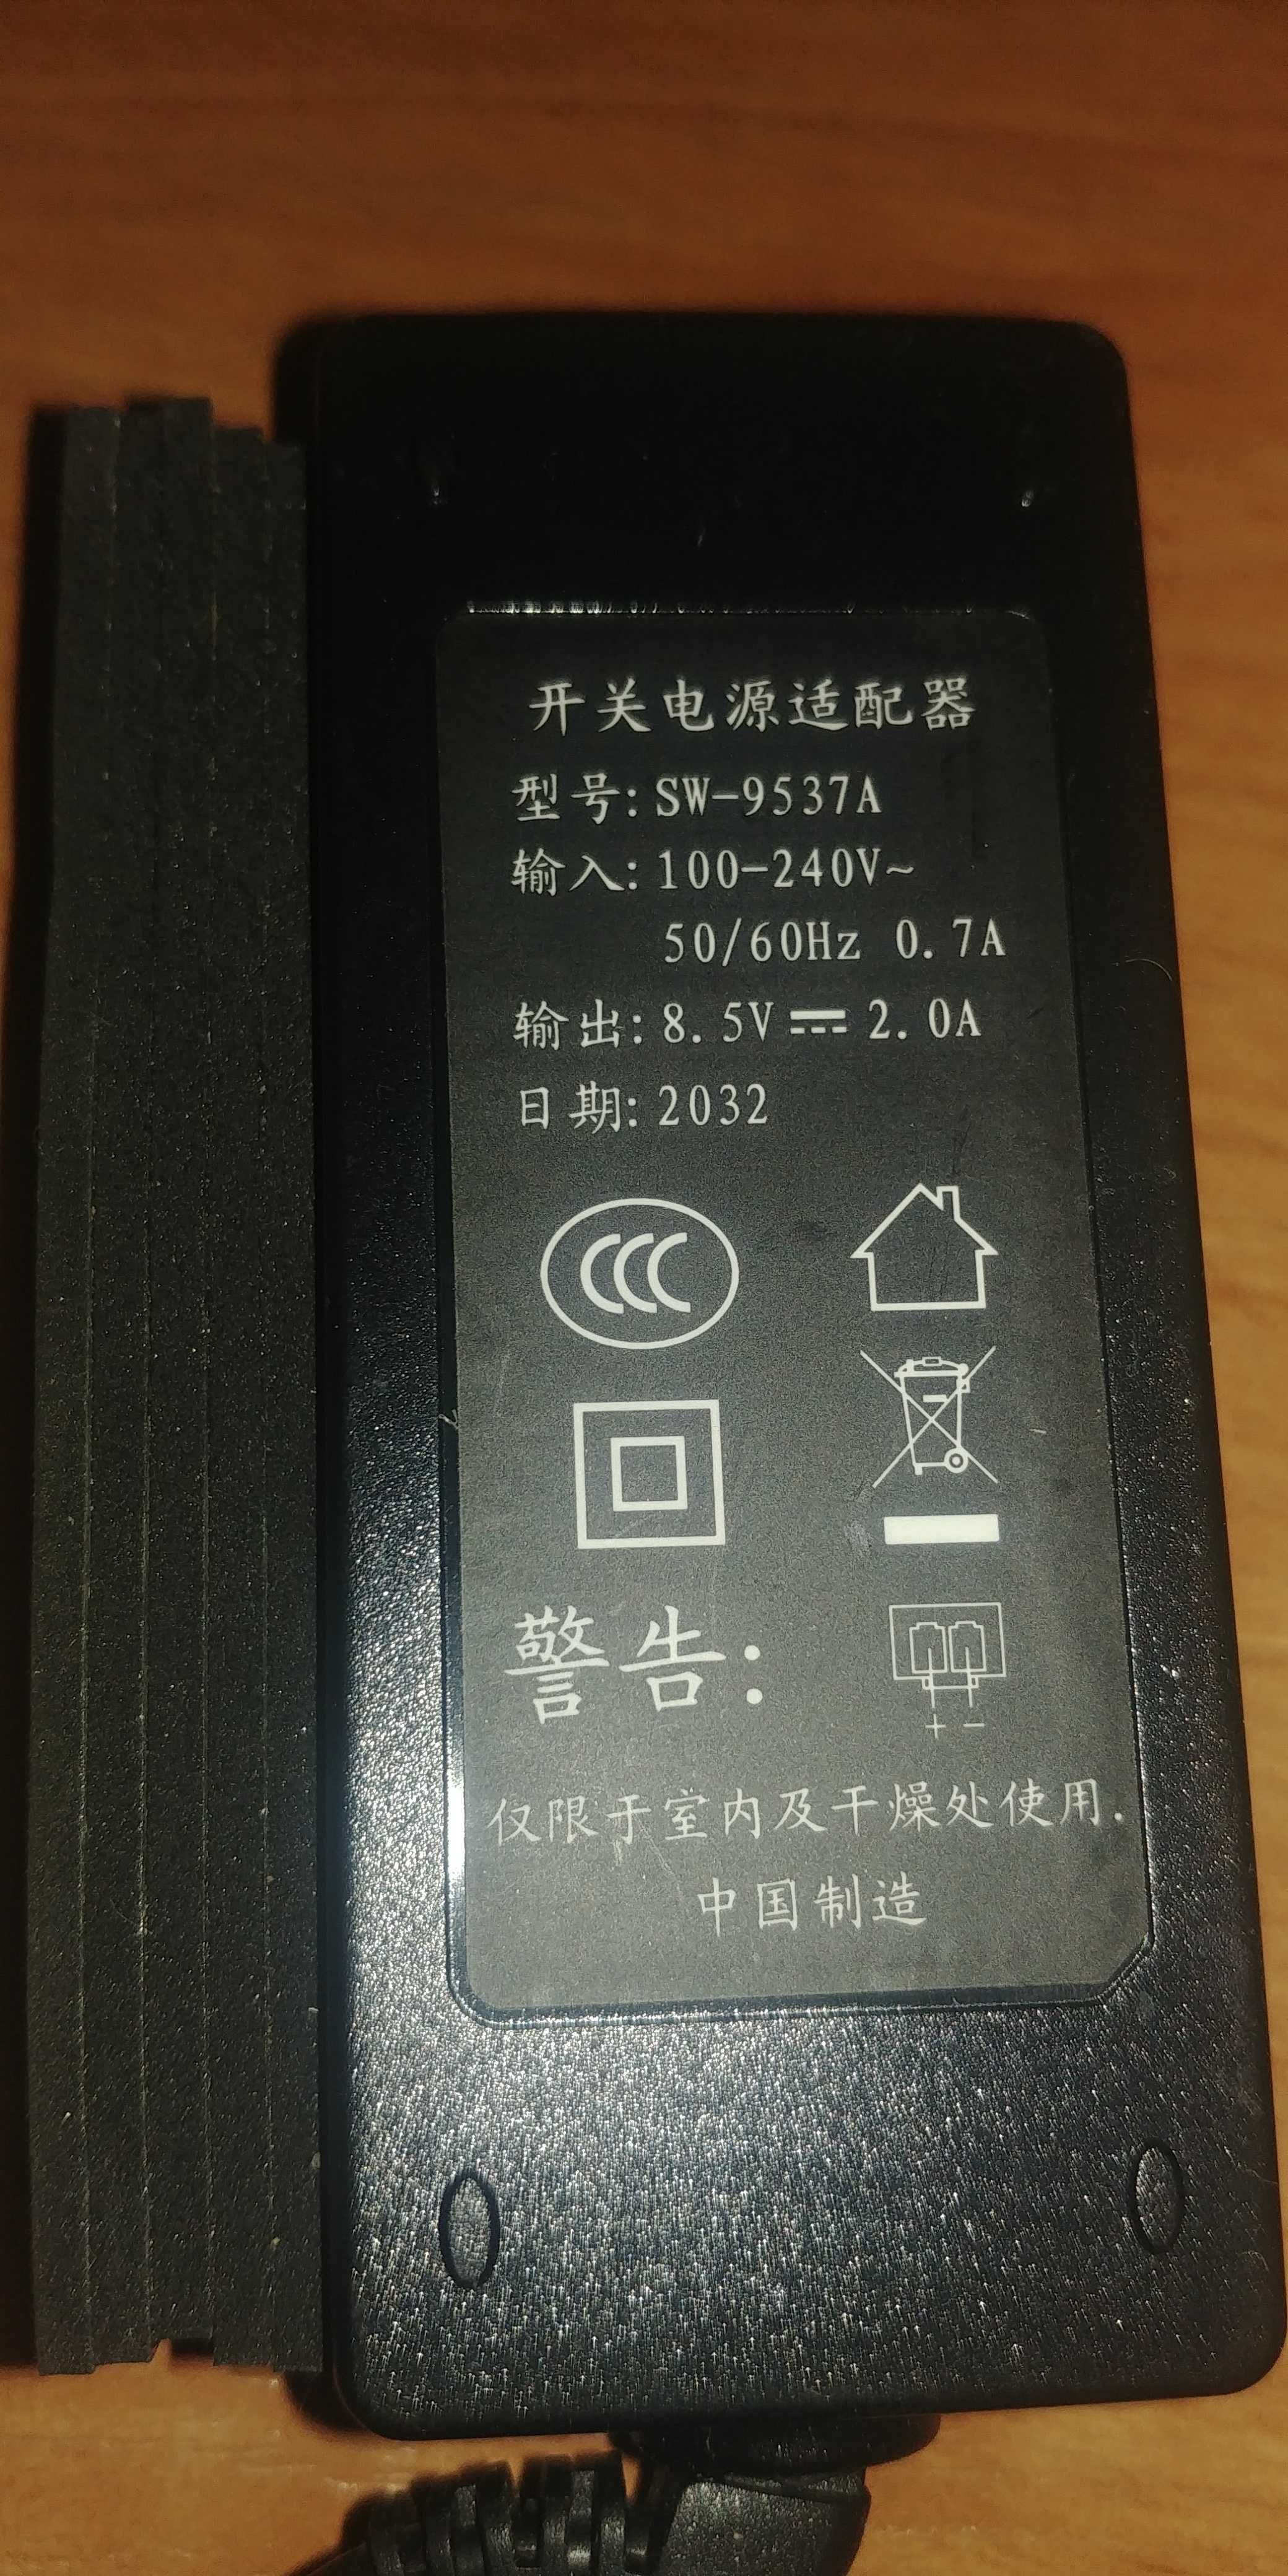 开关电源适配器
型号: SW-9537A
输入: 100-240V~
50/60Hz 0.7A
输出: 8.5V⎓2.0A
日期: 2032
CCC
警告:
+ −
仅限于室内及干燥处使用.
中国制造